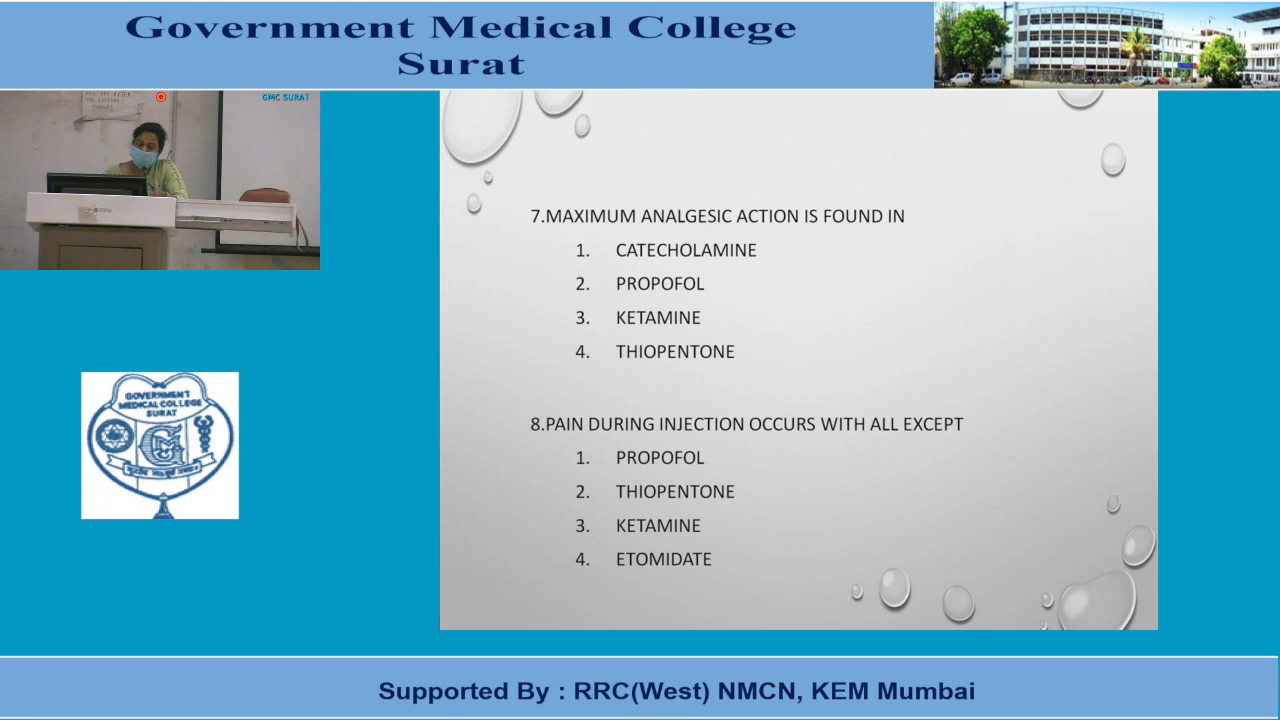 Government Medical College
Surat
THANKS
GMC SURAT
7.MAXIMUM ANALGESIC ACTION IS FOUND IN
1. CATECHOLAMINE
2. PROPOFOL
3. KETAMINE
4. THIOPENTONE
8.PAIN DURING INJECTION OCCURS WITH ALL EXCEPT
1. PROPOFOL
2. THIOPENTONE
3. KETAMINE
4. ETOMIDATE
GOVERNMENT
MEDICAL COLLEGE
SURAT
Supported By : RRC(West) NMCN, KEM Mumbai